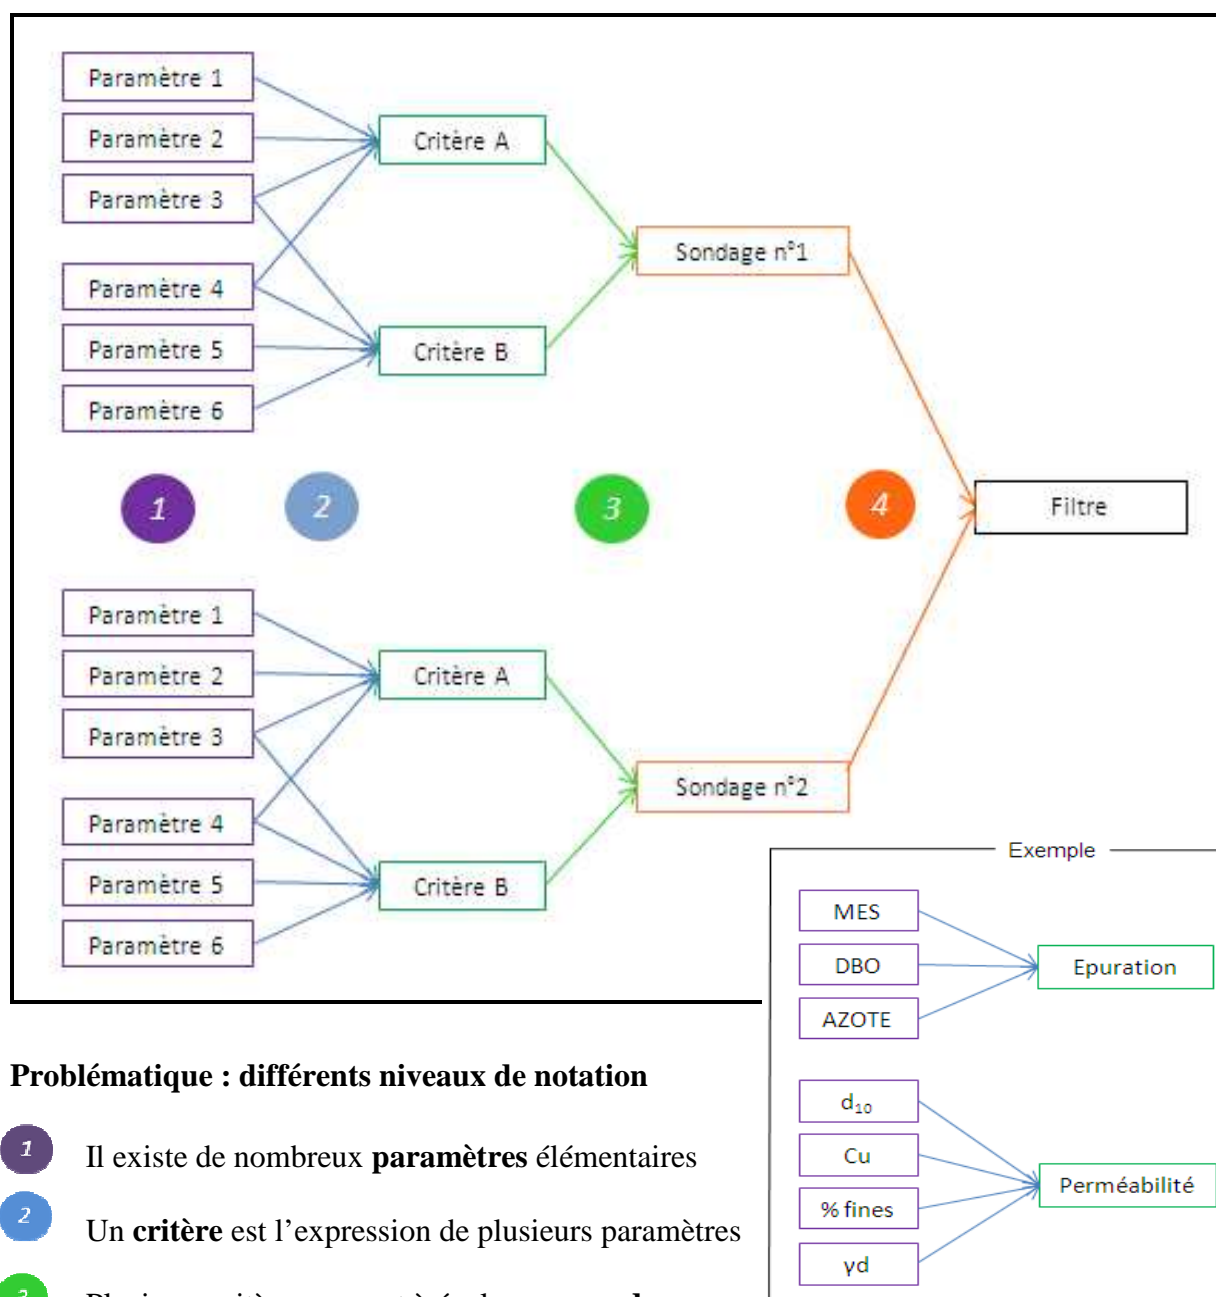 Paramètre 1
Paramètre 2
Paramètre 3
Paramètre 4
Paramètre 5
Paramètre 6
Critère A
Critère B
Sondage n°1
1
2
3
4
Filtre
Paramètre 1
Paramètre 2
Paramètre 3
Paramètre 4
Paramètre 5
Paramètre 6
Critère A
Critère B
Sondage n°2
Exemple
MES
DBO
AZOTE
Epuration
d10
Cu
% fines
γd
Perméabilité
Problématique : différents niveaux de notation
1 Il existe de nombreux paramètres élémentaires
2 Un critère est l’expression de plusieurs paramètres